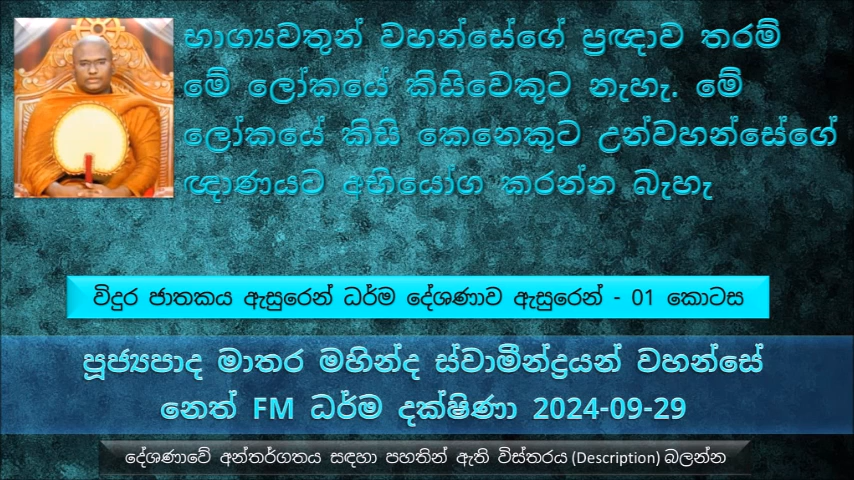 භාග්‍යවතුන් වහන්සේගේ ප්‍රඥාව තරම්
මේ ලෝකයේ කිසිවෙකුට නැහැ. මේ
ලෝකයේ කිසි කෙනෙකුට උන්වහන්සේගේ
ඥාණයට අභියෝග කරන්න බැහැ
විදුර ජාතකය ඇසුරෙන් ධර්ම දේශණාව ඇසුරෙන් - 01 කොටස
පූජ්‍යපාද මාතර මහින්ද ස්වාමීන්ද්‍රයන් වහන්සේ
නෙත් FM ධර්ම දක්ෂිණා 2024-09-29
දේශණාවේ අන්තර්ගතය සඳහා පහතින් ඇති විස්තරය (Description) බලන්න